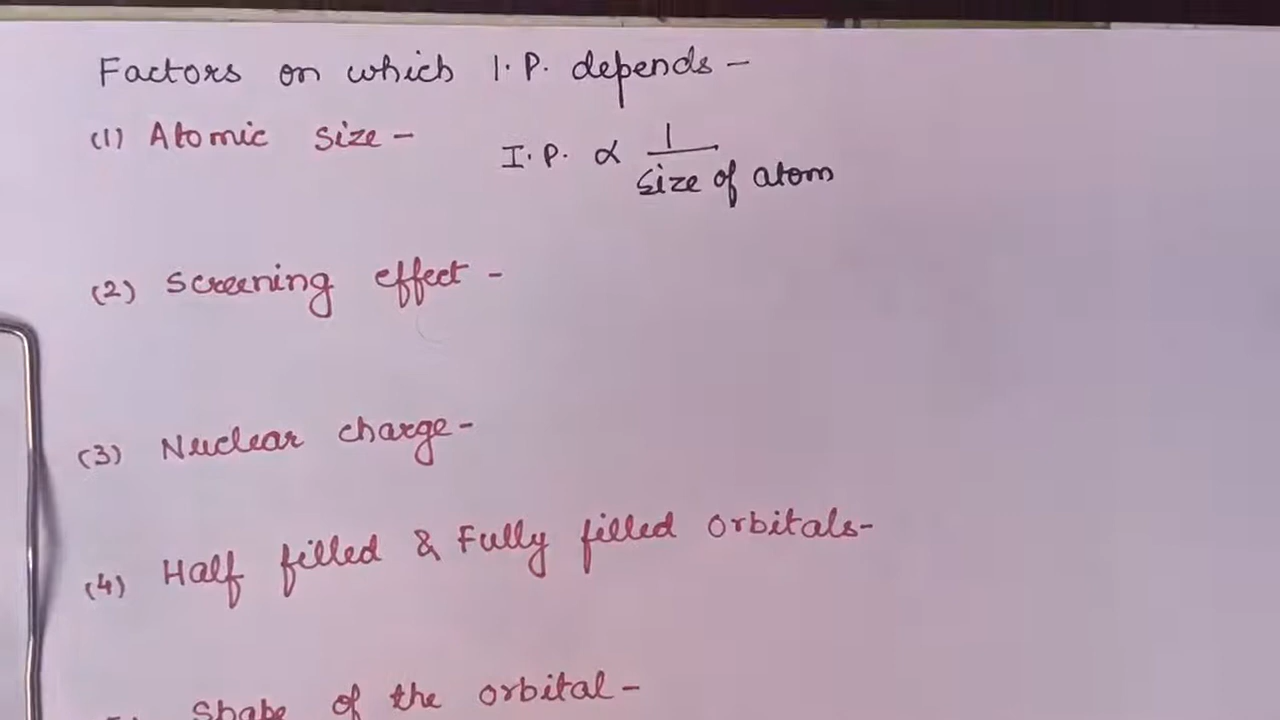 Factors on which I.P. depends -
(1) Atomic size - I.P. ∝ 1/size of atom
(2) Screening effect -
(3) Nuclear charge -
(4) Half filled & Fully filled orbitals-
Shape of the orbital -